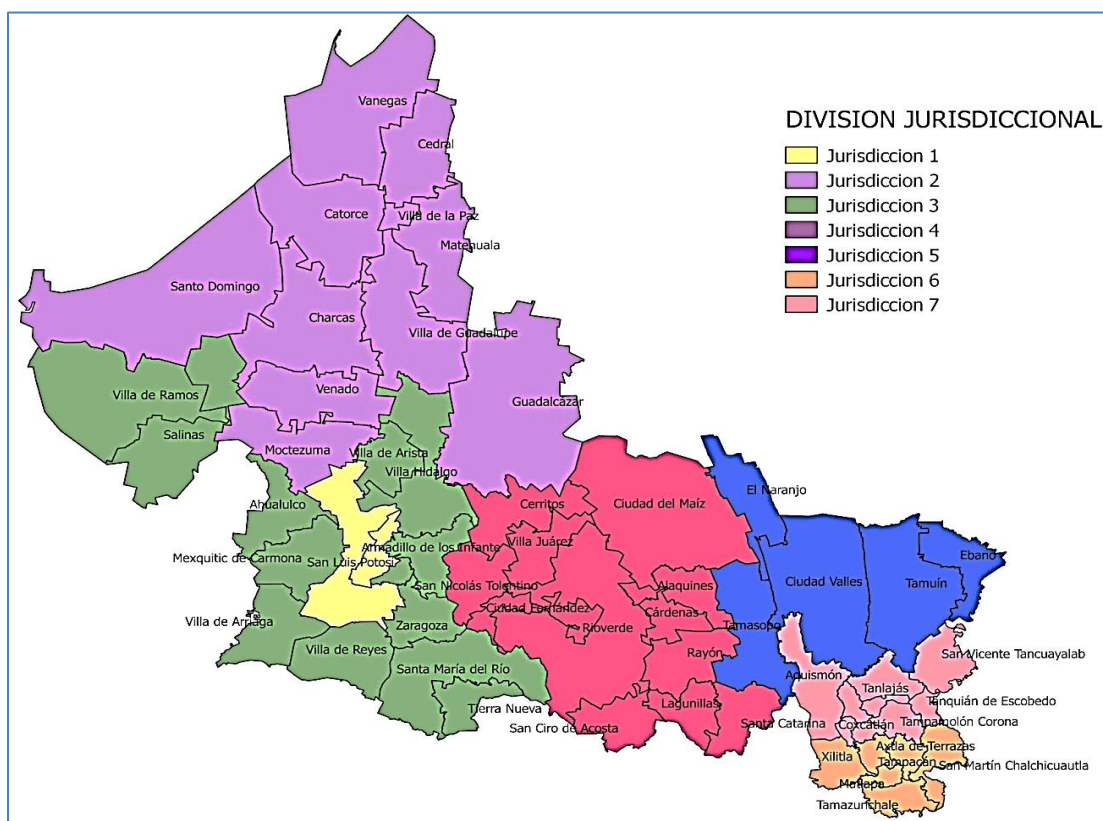 DIVISION JURISDICCIONAL
Jurisdiccion 1
Jurisdiccion 2
Jurisdiccion 3
Jurisdiccion 4
Jurisdiccion 5
Jurisdiccion 6
Jurisdiccion 7
Vanegas
Cedral
Catorce
Villa de la Paz
Matehuala
Santo Domingo
Charcas
Villa de Guadalupe
Villa de Ramos
Venado
Guadalcázar
Salinas
Moctezuma
Villa de Arista
Villa Hidalgo
El Naranjo
Ahualulco
Cerritos
Ciudad del Maíz
Mexquitic de Carmona
San Luis Potosí
Armadillo de los Infante
Villa Juárez
Ebano
Ciudad Valles
Tamuín
San Nicolás Tolentino
Alaquines
Villa de Arriaga
Zaragoza
Ciudad Fernández
Rioverde
Cárdenas
Tamasopo
Villa de Reyes
Santa María del Río
Rayón
San Vicente Tancuayalab
Aquismón
Tanlajás
Tierra Nueva
Lagunillas
Tanquián de Escobedo
San Ciro de Acosta
Santa Catarina
Coxcatlán
Tampamolón Corona
Xilitla
Axtla de Terrazas
Tampacán
San Martín Chalchicuautla
Matlapa
Tamazunchale